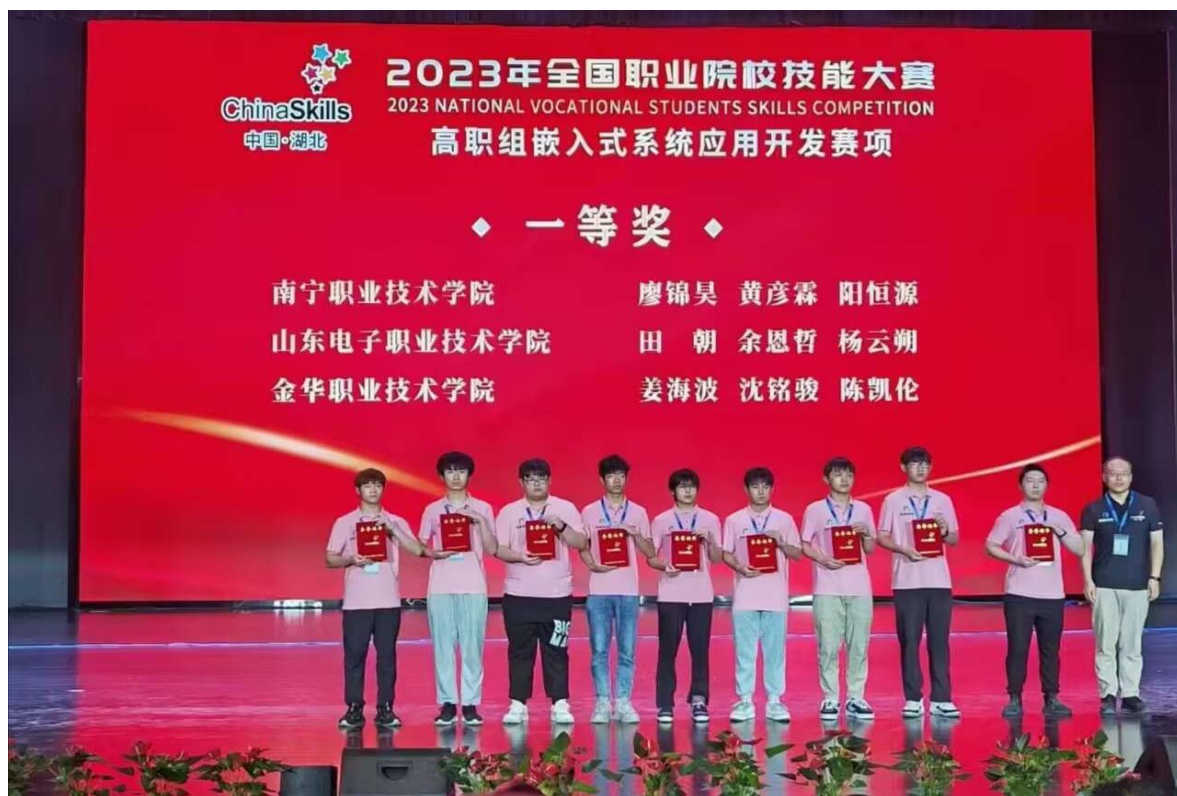 2023年全国职业院校技能大赛
2023 NATIONAL VOCATIONAL STUDENTS SKILLS COMPETITION
ChinaSkills
中国·湖北
高职组嵌入式系统应用开发赛项
一等奖
南宁职业技术学院 廖锦昊 黄彦霖 阳恒源
山东电子职业技术学院 田 朝 余恩哲 杨云朔
金华职业技术学院 姜海波 沈铭骏 陈凯伦
BIG